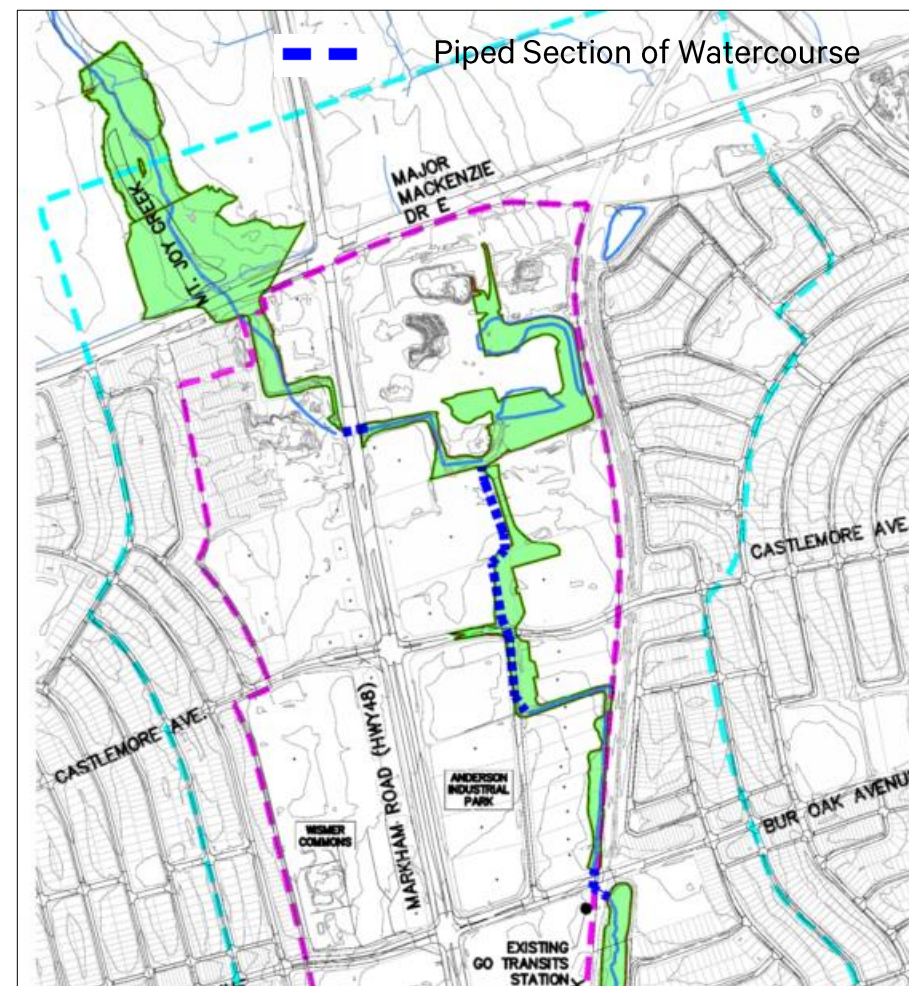 Piped Section of Watercourse
MAJOR
MACKENZIE
DR E
MT. JOY CREEK
CASTLEMORE AVE
CASTLEMORE AVE.
MARKHAM ROAD (HWY48)
ANDERSON
INDUSTRIAL
PARK
WISMER
COMMONS
BUR OAK AVENU
EXISTING
GO TRANSITS
STATION